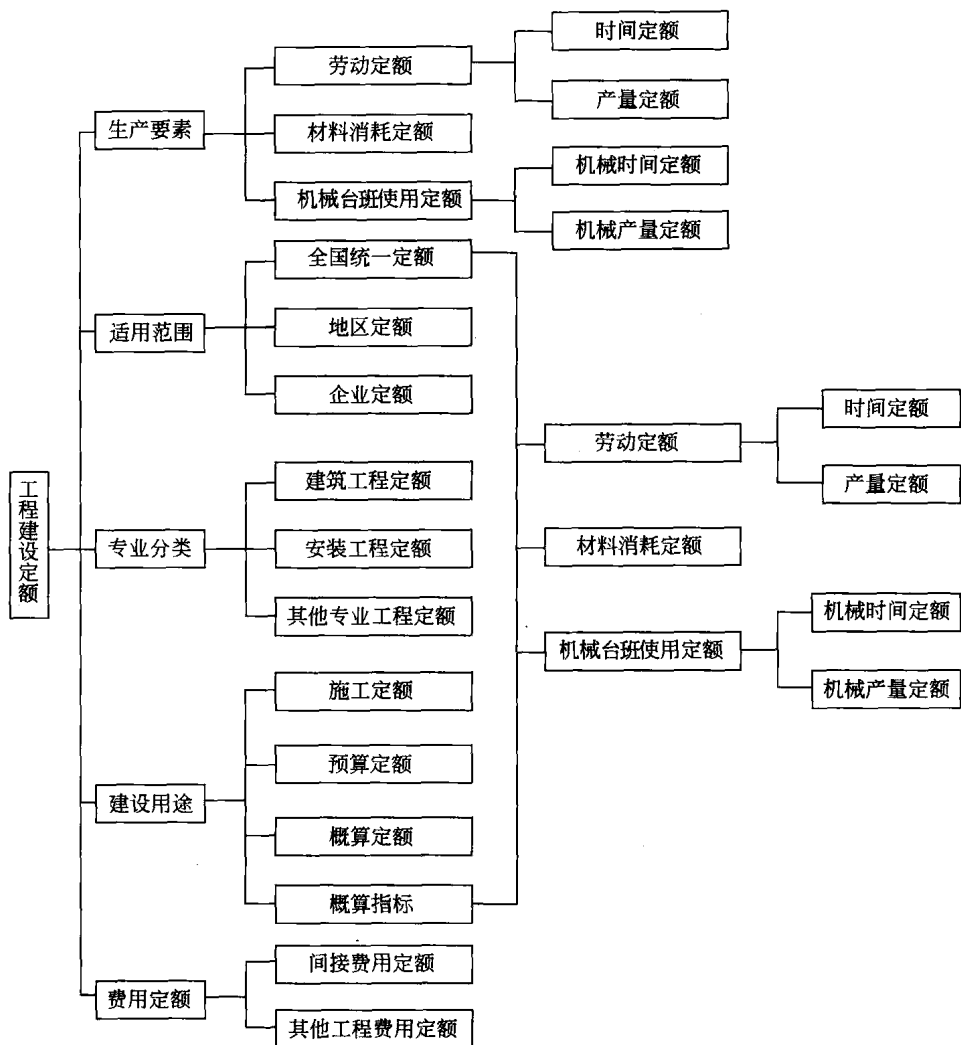 工程建设定额
生产要素
劳动定额
时间定额
产量定额
材料消耗定额
机械台班使用定额
机械时间定额
机械产量定额
适用范围
全国统一定额
地区定额
企业定额
专业分类
建筑工程定额
安装工程定额
其他专业工程定额
建设用途
施工定额
预算定额
概算定额
概算指标
劳动定额
时间定额
产量定额
材料消耗定额
机械台班使用定额
机械时间定额
机械产量定额
费用定额
间接费用定额
其他工程费用定额